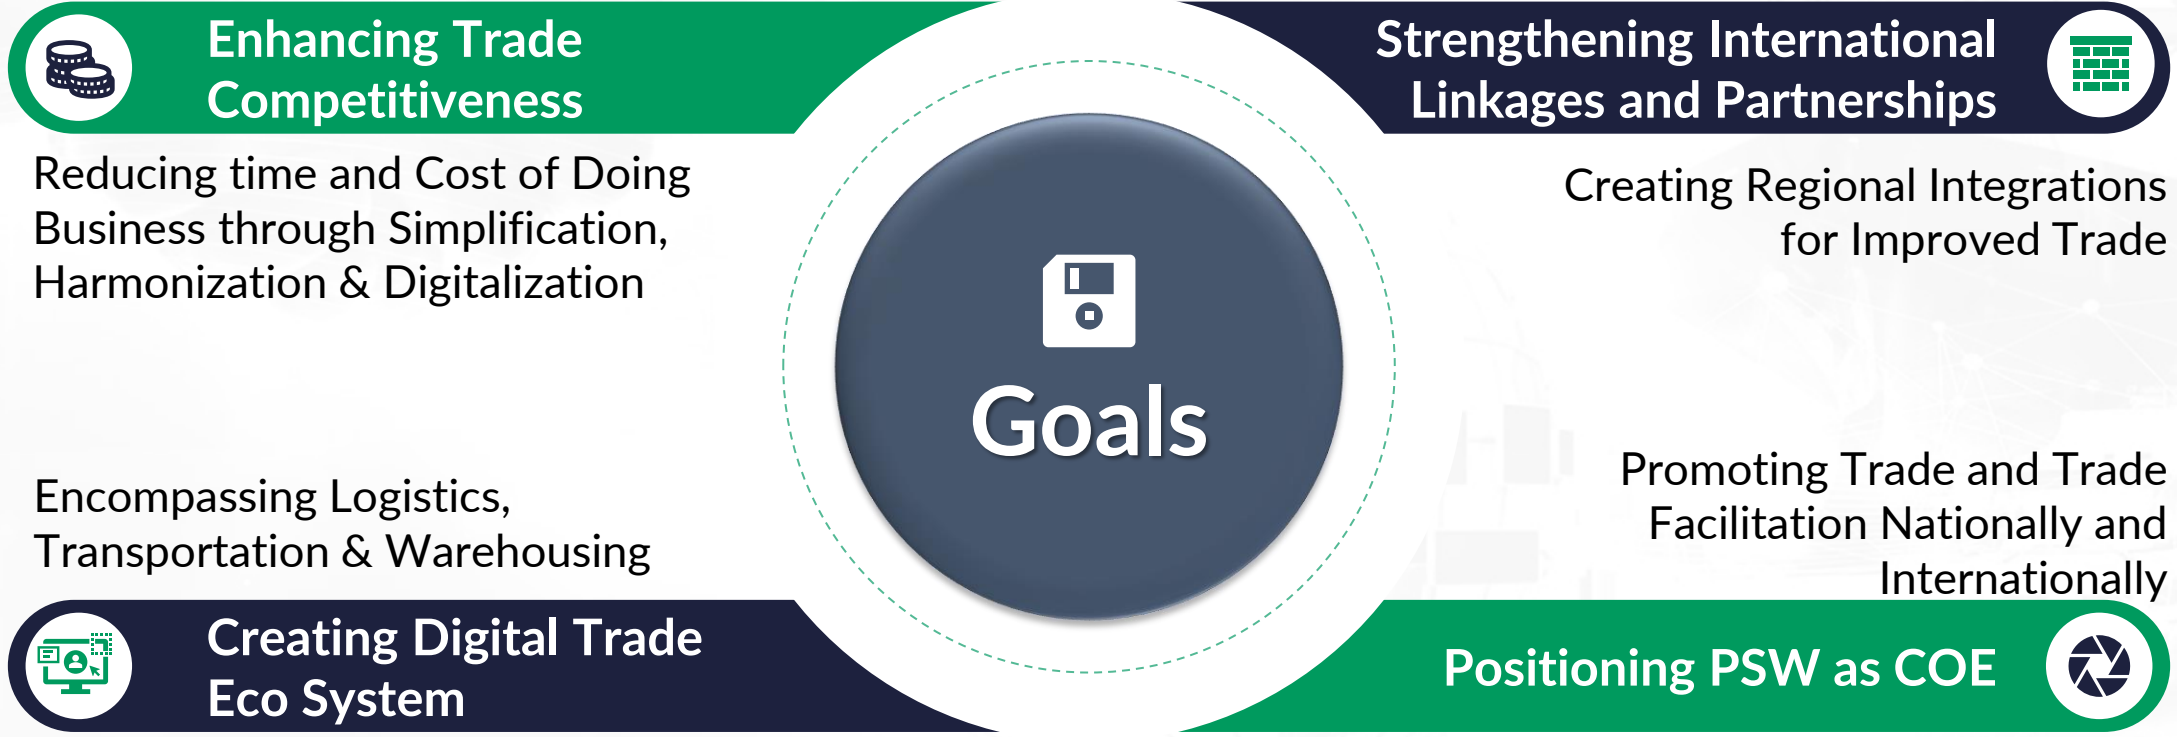 Enhancing Trade
Competitiveness
Reducing time and Cost of Doing
Business through Simplification,
Harmonization & Digitalization
Strengthening International
Linkages and Partnerships
Creating Regional Integrations
for Improved Trade
Goals
Encompassing Logistics,
Transportation & Warehousing
Creating Digital Trade
Eco System
Promoting Trade and Trade
Facilitation Nationally and
Internationally
Positioning PSW as COE